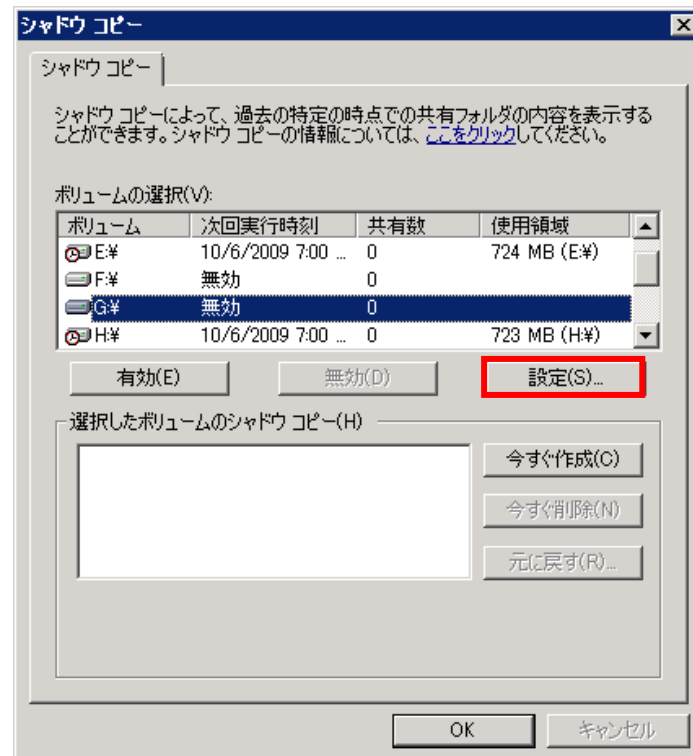 シャドウ コピー
シャドウ コピー
シャドウ コピーによって、過去の特定の時点での共有フォルダの内容を表示する
ことができます。シャドウ コピーの情報については、ここをクリックしてください。
ボリュームの選択(V):
ボリューム 次回実行時刻 共有数 使用領域
E:¥ 10/6/2009 7:00 ... 0 724 MB (E:¥)
F:¥ 無効 0
G:¥ 無効 0
H:¥ 10/6/2009 7:00 ... 0 723 MB (H:¥)
有効(E) 無効(D) 設定(S)...
選択したボリュームのシャドウ コピー(H)
今すぐ作成(C)
今すぐ削除(N)
元に戻す(R)...
OK キャンセル